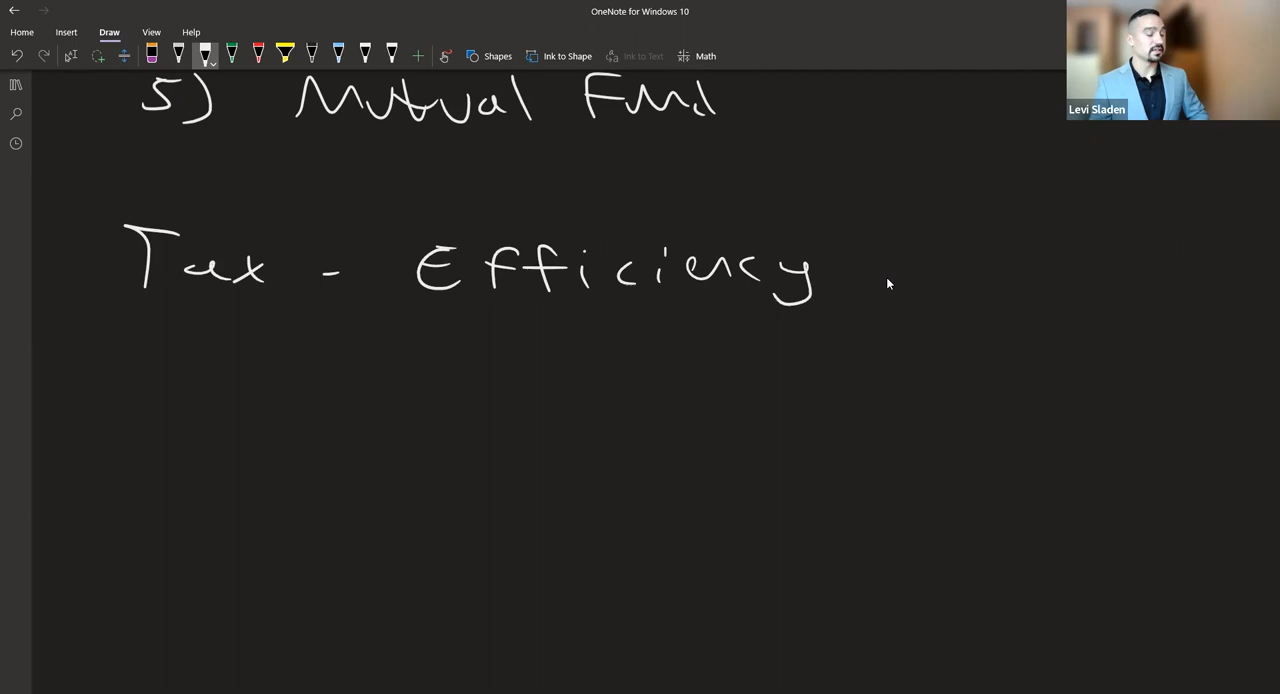 OneNote for Windows 10
Home Insert Draw View Help
Shapes Ink to Shape Ink to Text Math
Levi Sladen
5) Mutual Fund
Tax - Efficiency